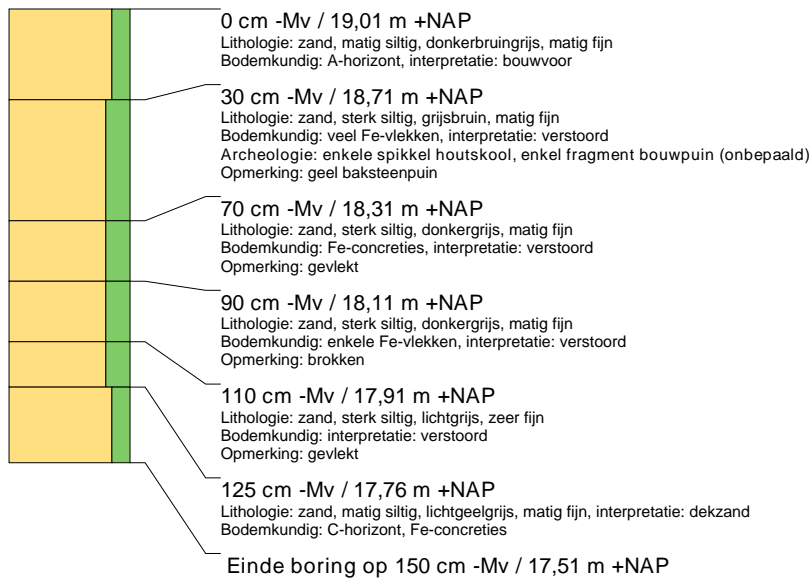 0 cm -Mv / 19,01 m +NAP
Lithologie: zand, matig siltig, donkerbruingrijs, matig fijn
Bodemkundig: A-horizont, interpretatie: bouwvoor
30 cm -Mv / 18,71 m +NAP
Lithologie: zand, sterk siltig, grijsbruin, matig fijn
Bodemkundig: veel Fe-vlekken, interpretatie: verstoord
Archeologie: enkele spikkel houtskool, enkel fragment bouwpuin (onbepaald)
Opmerking: geel baksteenpuin
70 cm -Mv / 18,31 m +NAP
Lithologie: zand, sterk siltig, donkergrijs, matig fijn
Bodemkundig: Fe-concreties, interpretatie: verstoord
Opmerking: gevlekt
90 cm -Mv / 18,11 m +NAP
Lithologie: zand, sterk siltig, donkergrijs, matig fijn
Bodemkundig: enkele Fe-vlekken, interpretatie: verstoord
Opmerking: brokken
110 cm -Mv / 17,91 m +NAP
Lithologie: zand, sterk siltig, lichtgrijs, zeer fijn
Bodemkundig: interpretatie: verstoord
Opmerking: gevlekt
125 cm -Mv / 17,76 m +NAP
Lithologie: zand, matig siltig, lichtgeelgrijs, matig fijn, interpretatie: dekzand
Bodemkundig: C-horizont, Fe-concreties
Einde boring op 150 cm -Mv / 17,51 m +NAP